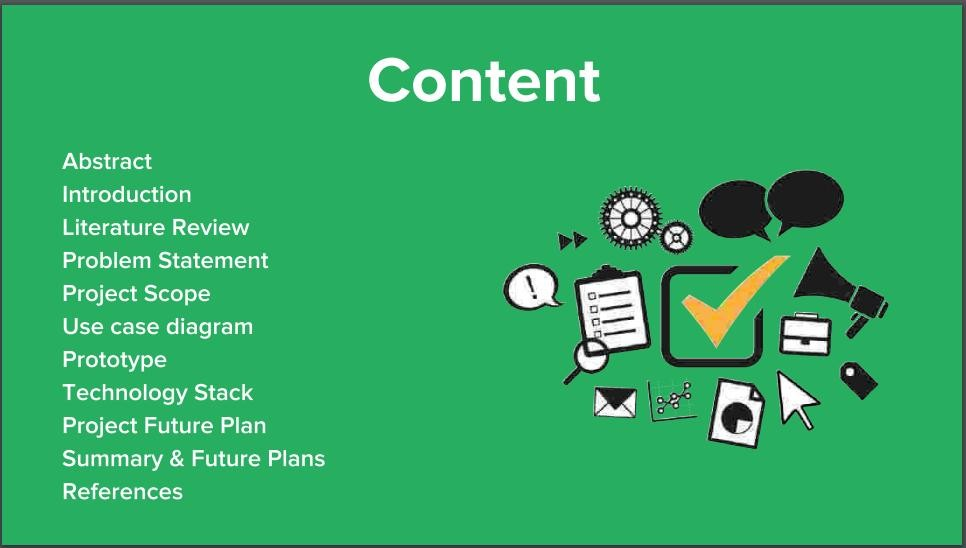 Content
Abstract
Introduction
Literature Review
Problem Statement
Project Scope
Use case diagram
Prototype
Technology Stack
Project Future Plan
Summary & Future Plans
References